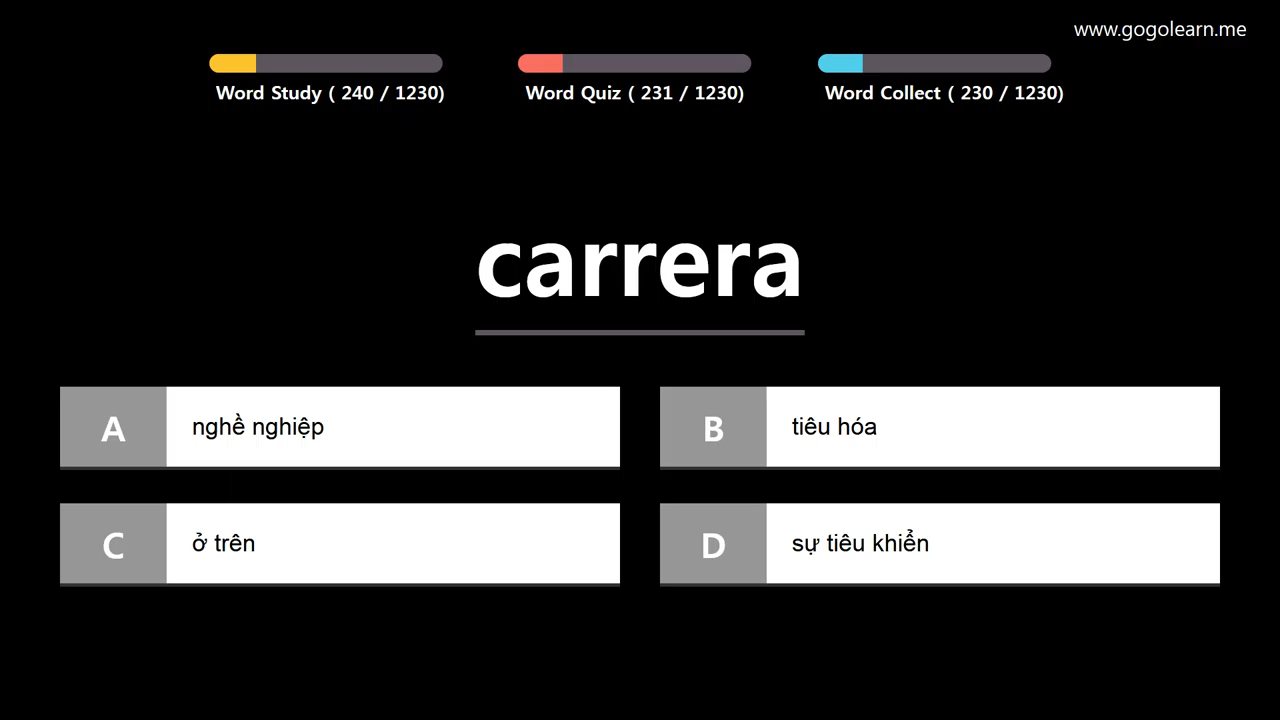 www.gogolearn.me
Word Study ( 240 / 1230)
Word Quiz ( 231 / 1230)
Word Collect ( 230 / 1230)
carrera
A nghề nghiệp
B tiêu hóa
C ở trên
D sự tiêu khiển